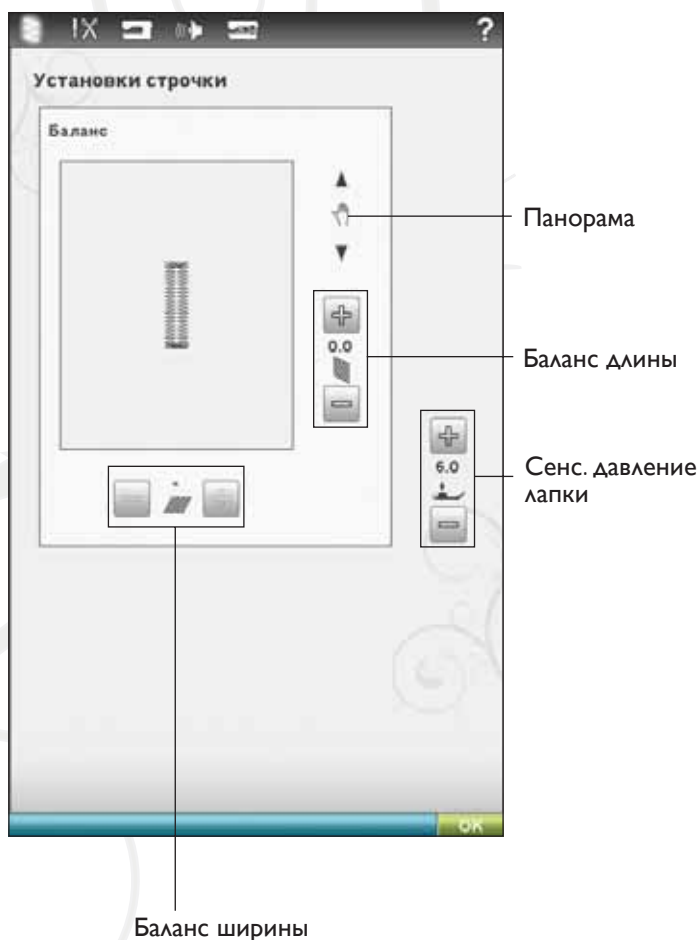 !X ?
Установки строчки
Баланс
Панорама
0.0
Баланс длины
6.0
Сенс. давление
лапки
OK
Баланс ширины